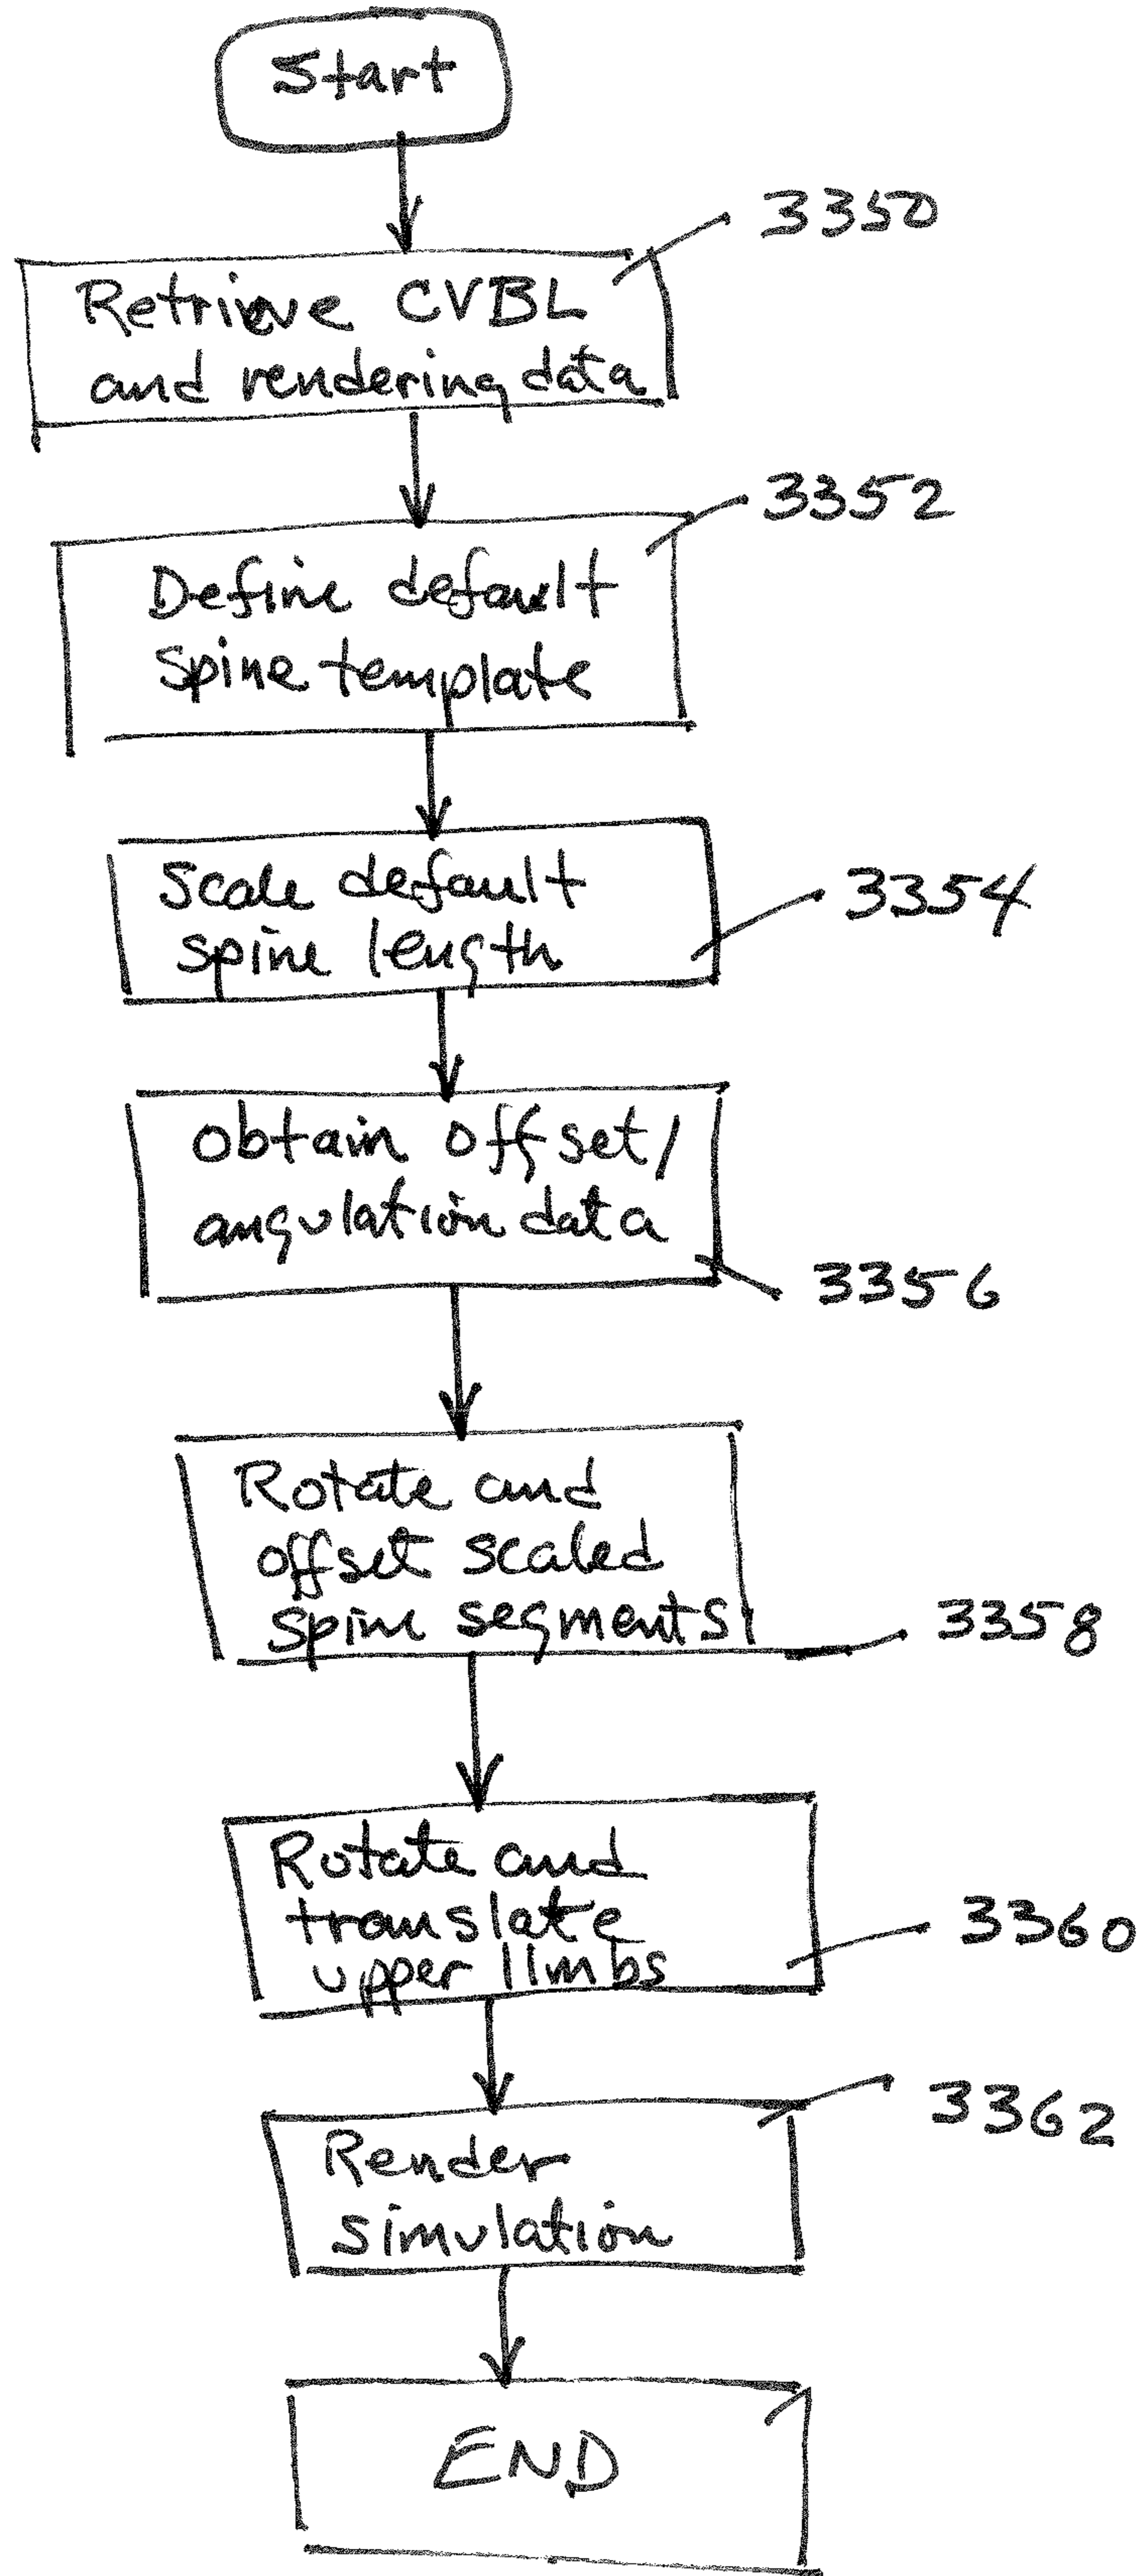 Start
3350
Retrieve CVBL
and rendering data
3352
Define default
spine template
Scale default
spine length
3354
obtain offset/
angulation data
3356
Rotate and
offset scaled
spine segments
3358
Rotate and
translate
upper limbs
3360
3362
Render
simulation
END